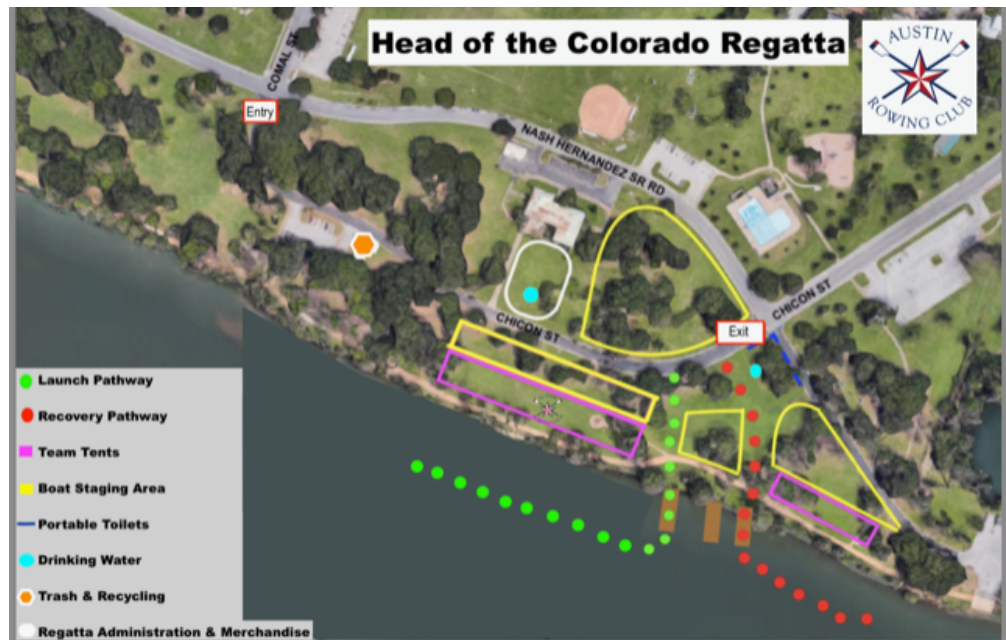 Head of the Colorado Regatta
AUSTIN
ROWING CLUB
COMAL ST
Entry
NASH HERNANDEZ SR RD
CHICON ST
CHICON ST
Exit
Launch Pathway
Recovery Pathway
Team Tents
Boat Staging Area
Portable Toilets
Drinking Water
Trash & Recycling
Regatta Administration & Merchandise